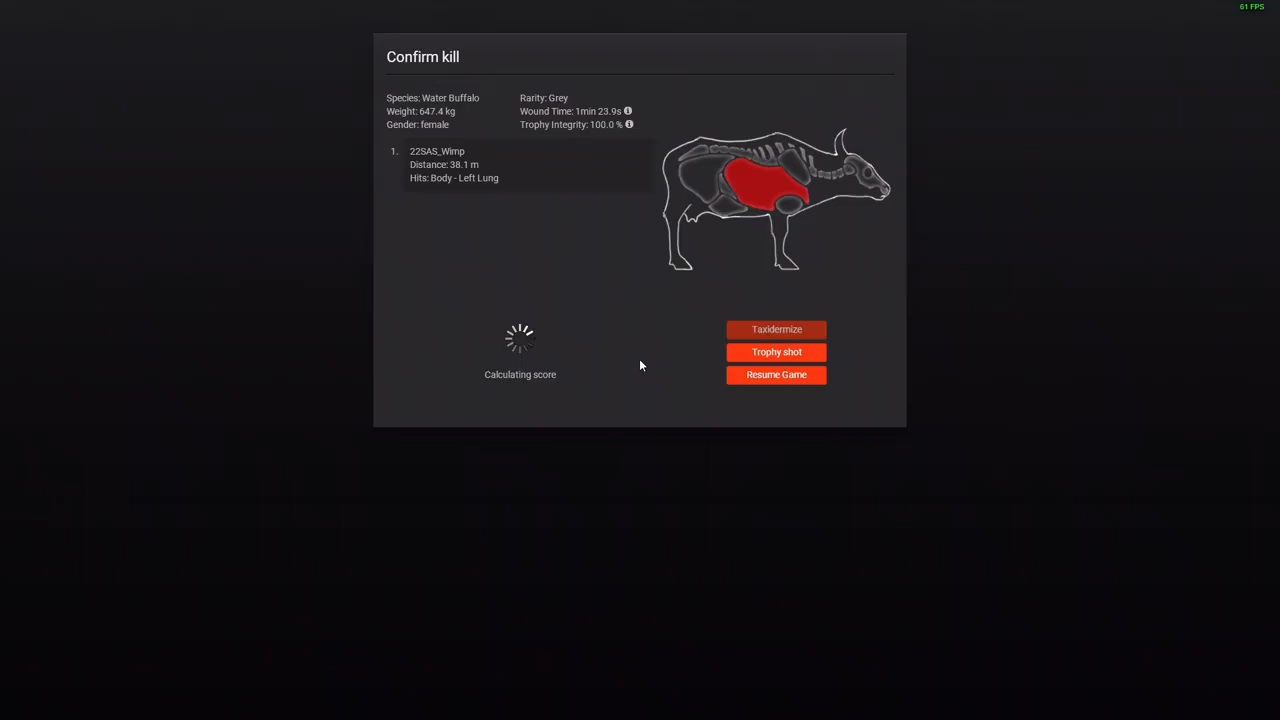 61 FPS
Confirm kill
Species: Water Buffalo
Weight: 647.4 kg
Gender: female
Rarity: Grey
Wound Time: 1min 23.9s
Trophy Integrity: 100.0 %
1.
22SAS_Wimp
Distance: 38.1 m
Hits: Body - Left Lung
Calculating score
Taxidermize
Trophy shot
Resume Game